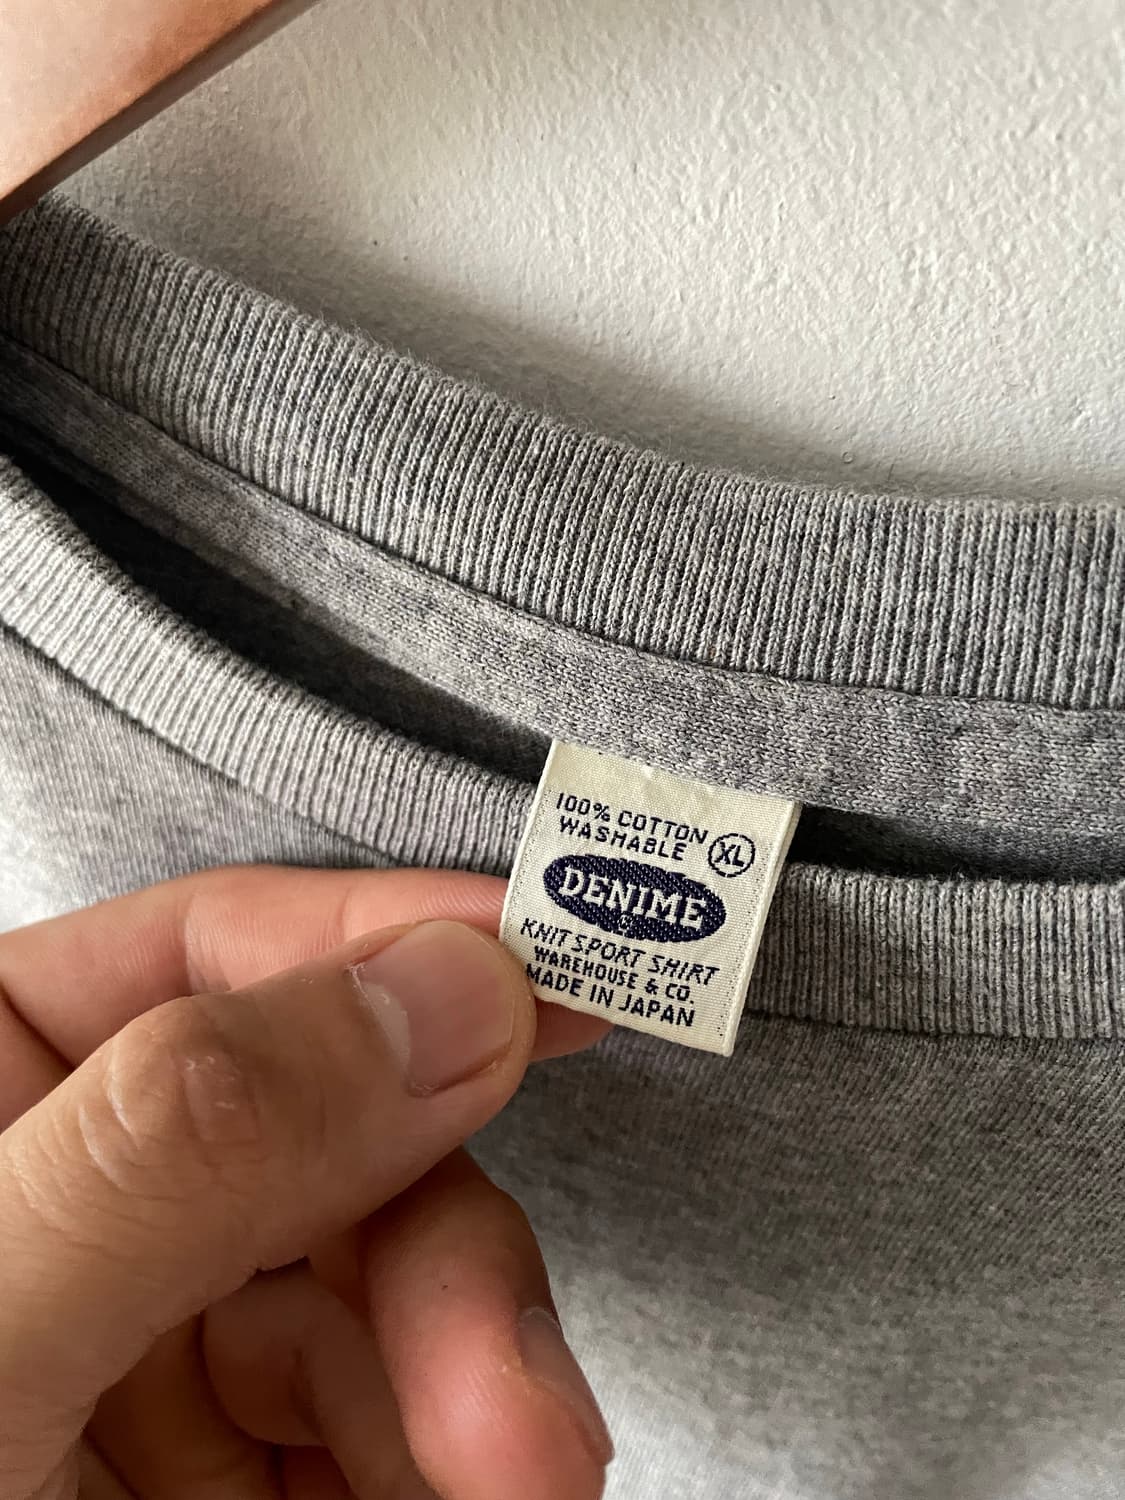 100% COTTON
WASHABLE XL
DENIME
KNIT SPORT SHIRT
WAREHOUSE & CO.
MADE IN JAPAN